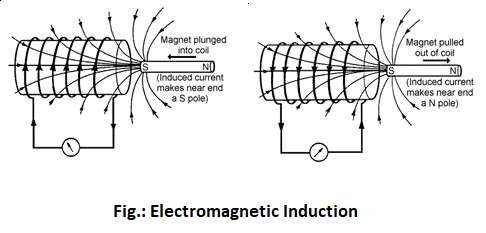 Magnet plunged
into coil
N
S
N
(Induced current
makes near end
a S pole)
Magnet pulled
out of coil
S
N
(Induced current
makes near end
a N pole)
Fig.: Electromagnetic Induction